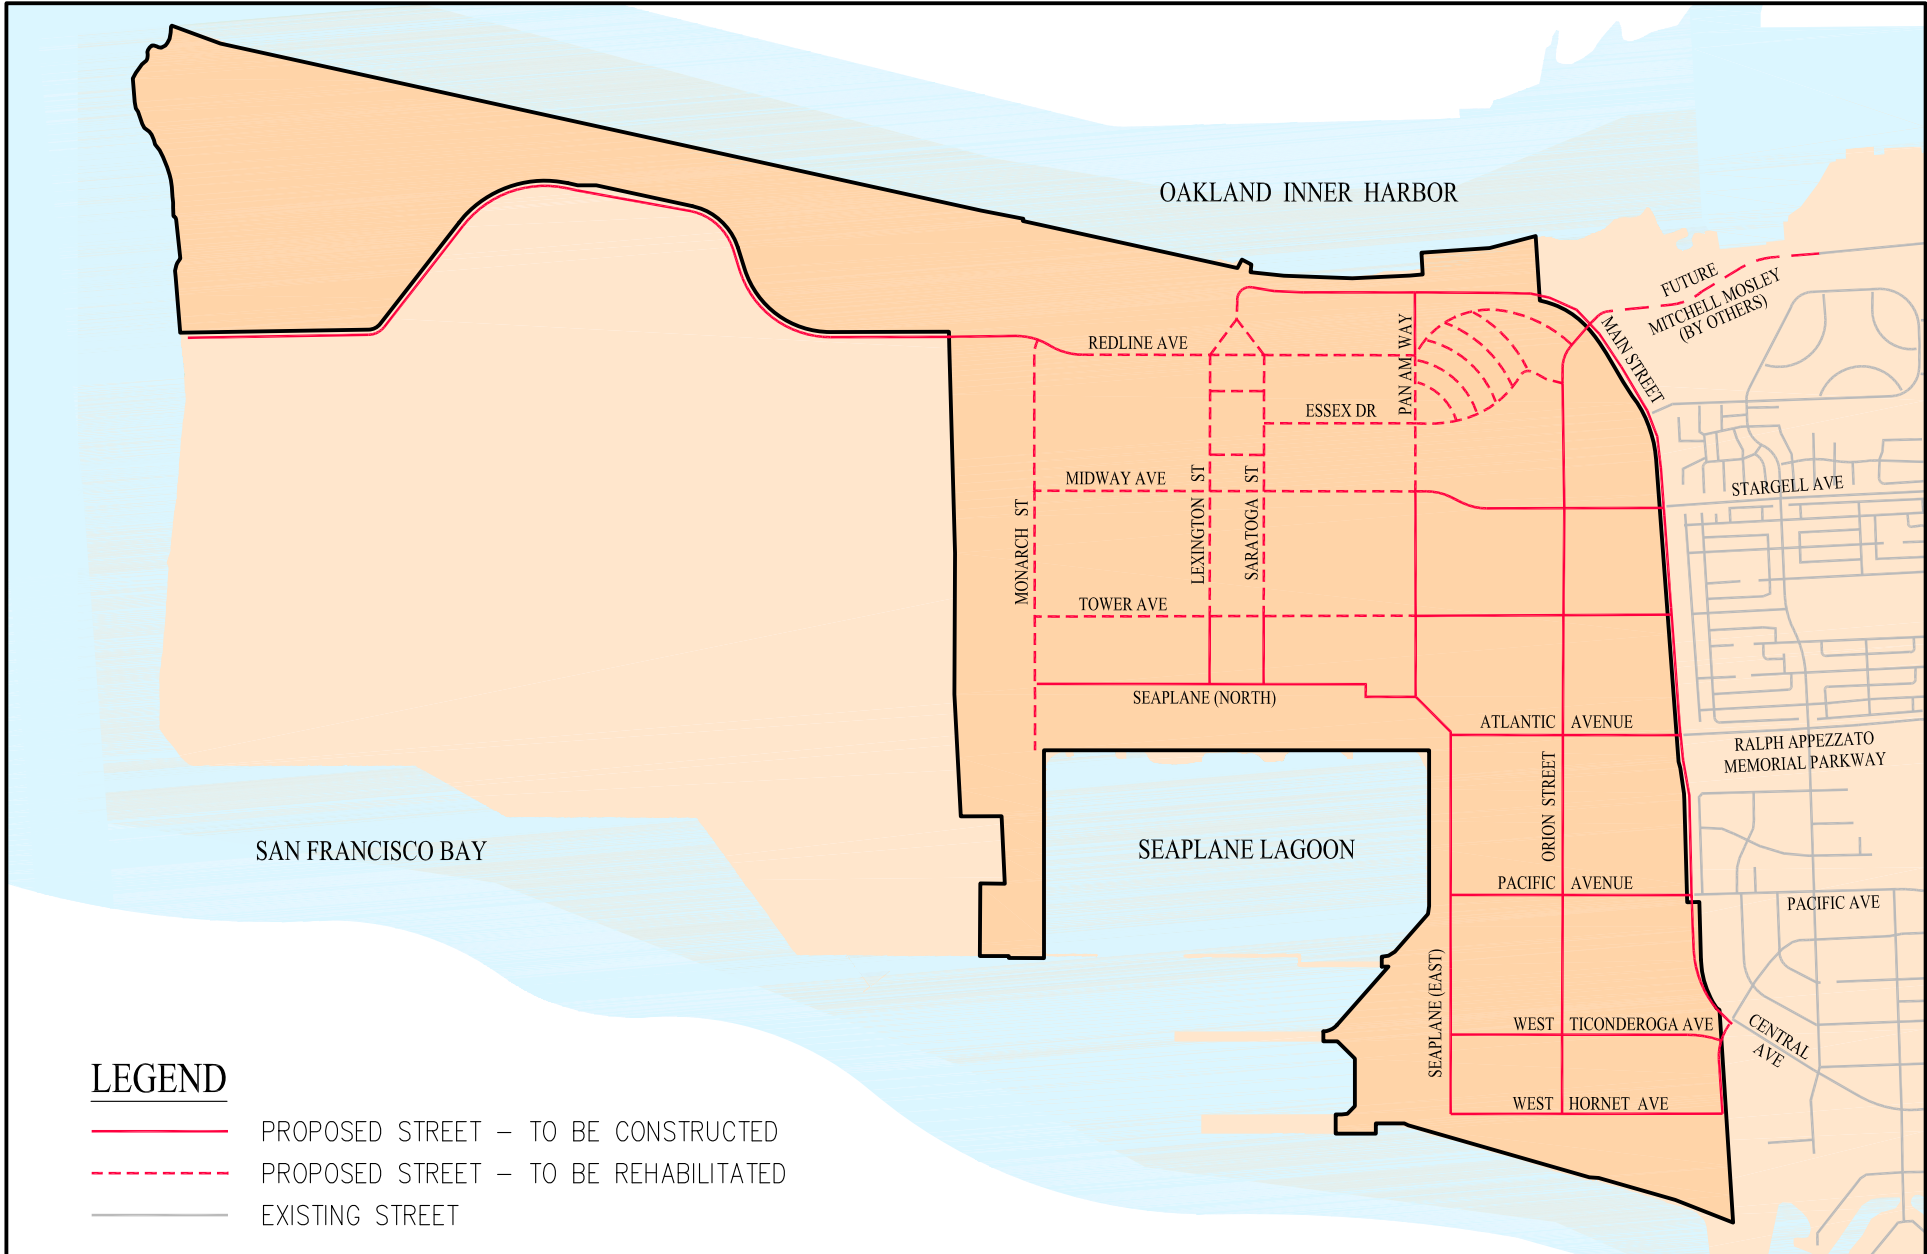 OAKLAND INNER HARBOR
FUTURE
MITCHELL MOSLEY
(BY OTHERS)
MAIN STREET
REDLINE AVE
PAN AM WAY
ESSEX DR
MIDWAY AVE
LEXINGTON ST
SARATOGA ST
MONARCH ST
STARGELL AVE
TOWER AVE
SEAPLANE (NORTH)
ATLANTIC AVENUE
RALPH APPEZZATO
MEMORIAL PARKWAY
ORION STREET
SAN FRANCISCO BAY
SEAPLANE LAGOON
PACIFIC AVENUE
PACIFIC AVE
SEAPLANE (EAST)
WEST TICONDEROGA AVE
CENTRAL
AVE
WEST HORNET AVE
LEGEND
PROPOSED STREET – TO BE CONSTRUCTED
PROPOSED STREET – TO BE REHABILITATED
EXISTING STREET